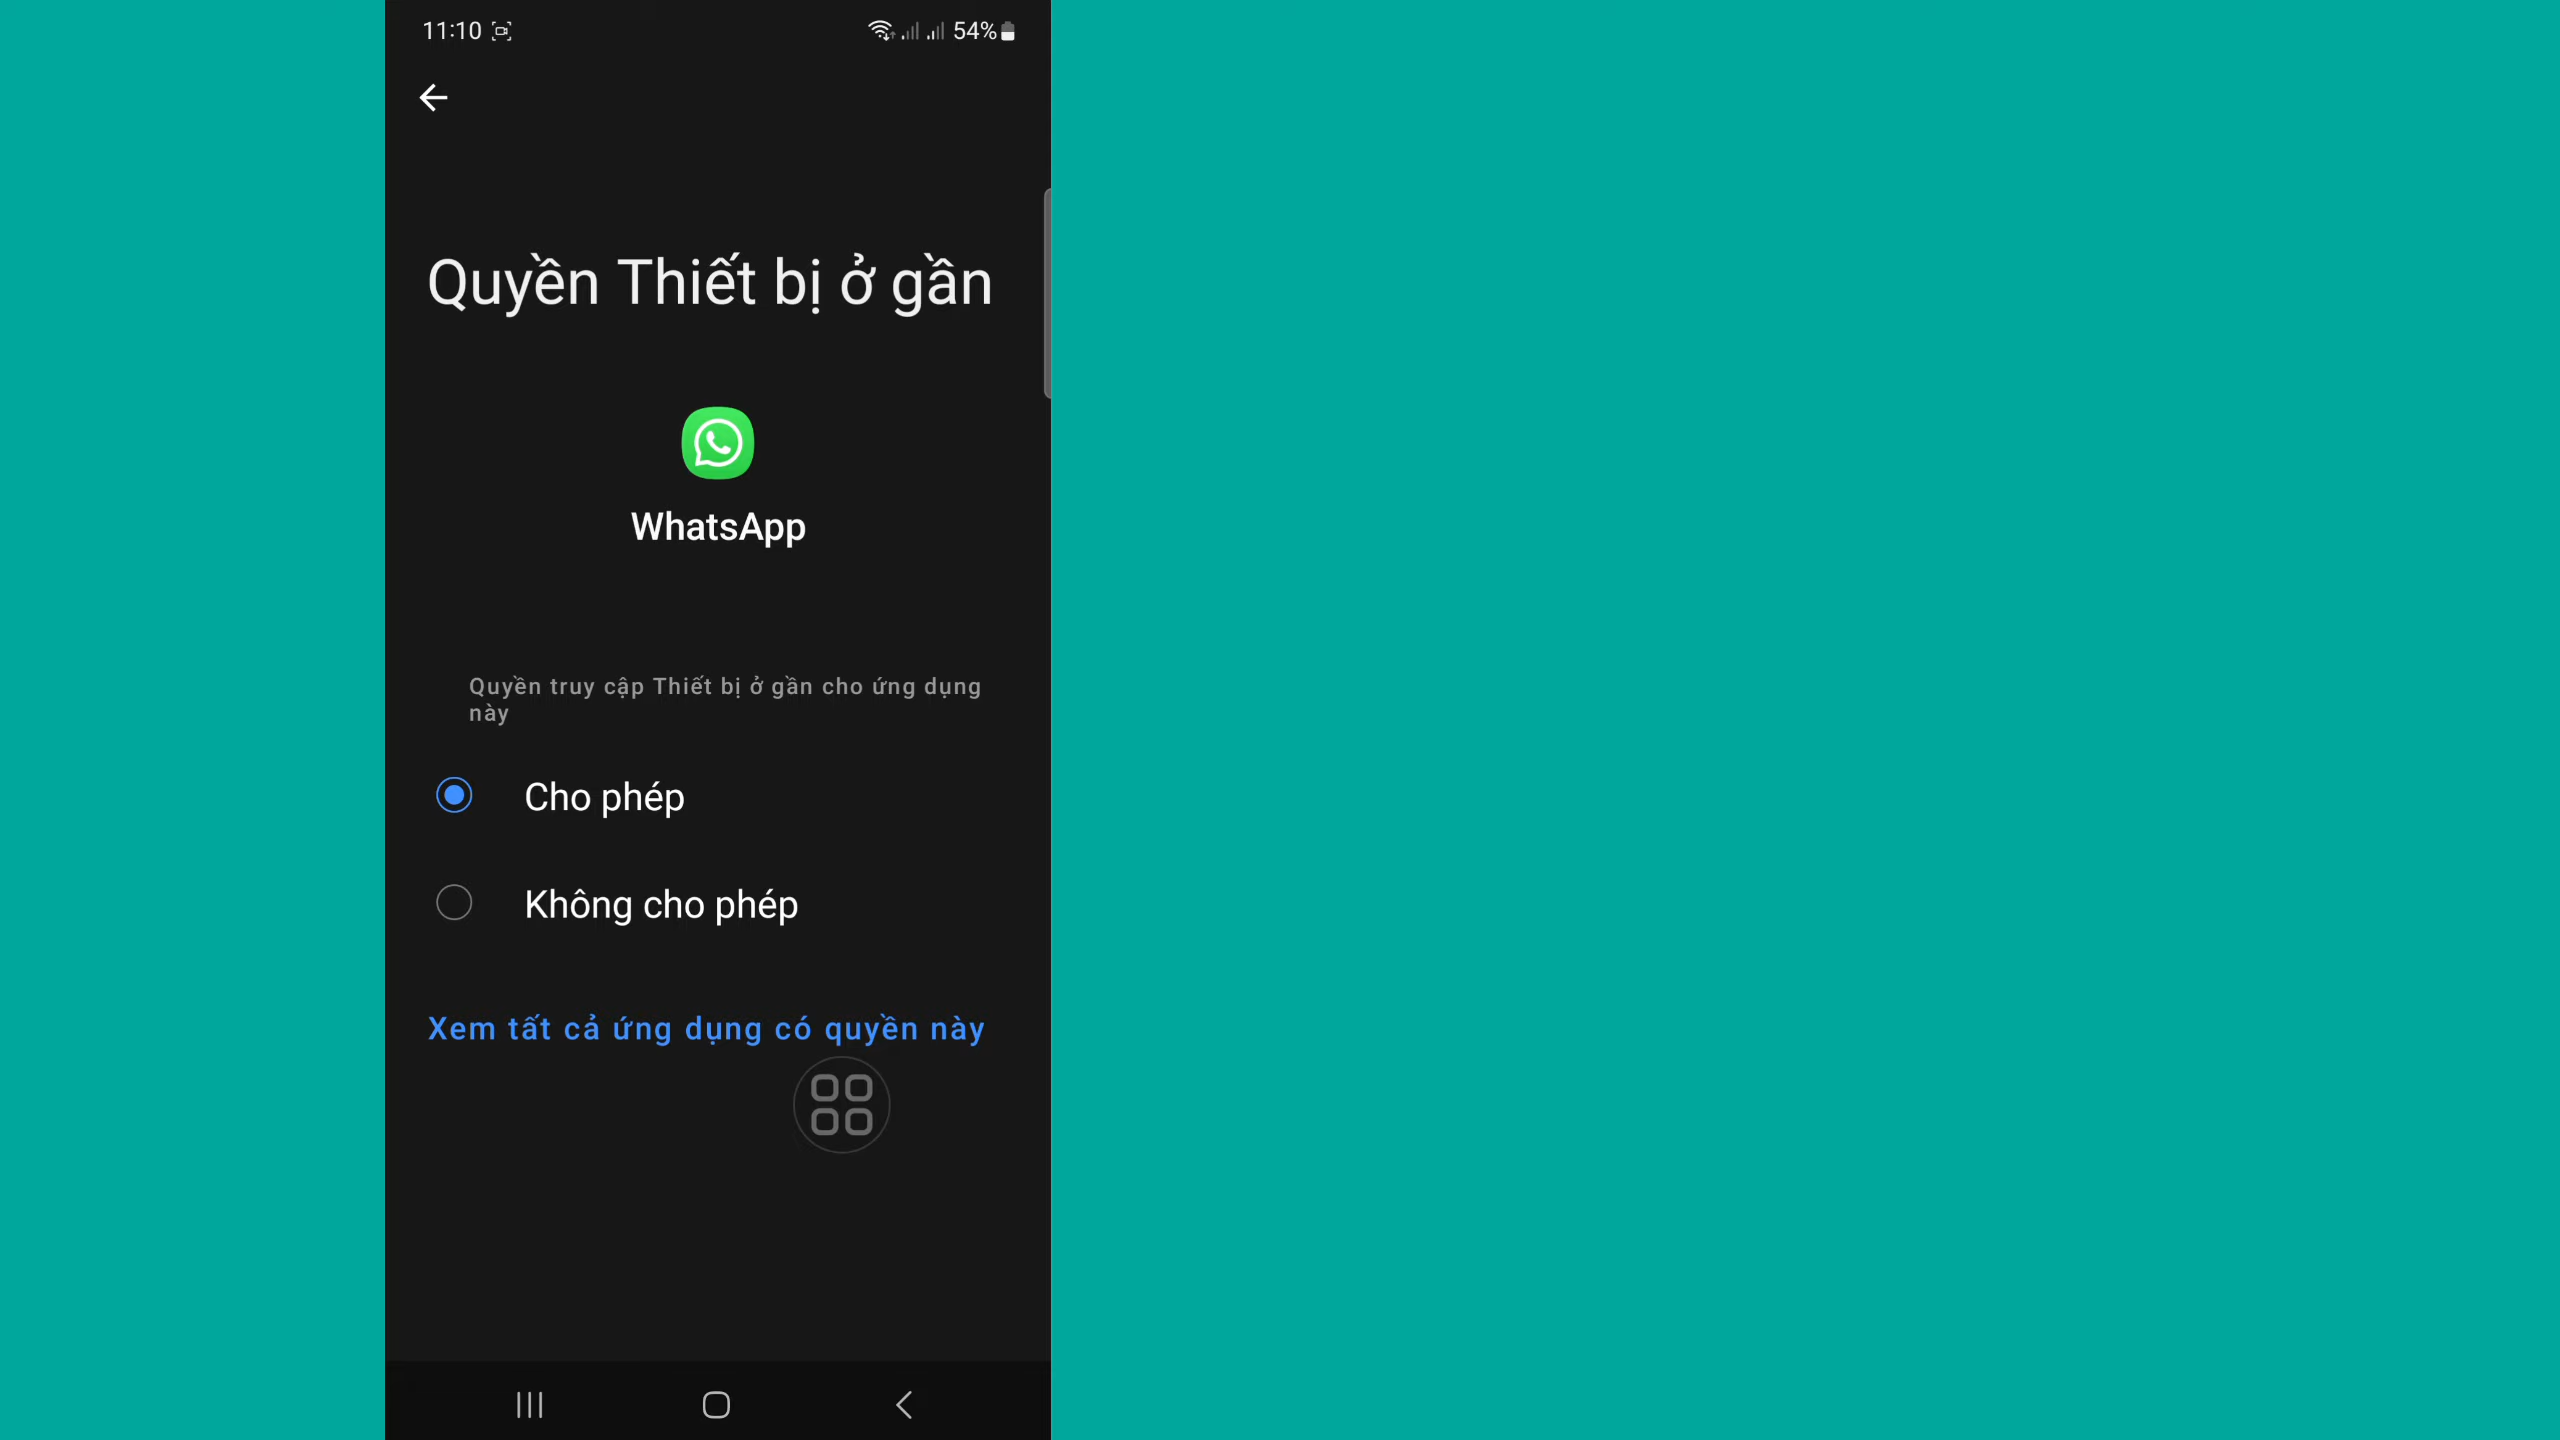 11:10
54%
Quyền Thiết bị ở gần
WhatsApp
Quyền truy cập Thiết bị ở gần cho ứng dụng
này
Cho phép
Không cho phép
Xem tất cả ứng dụng có quyền này